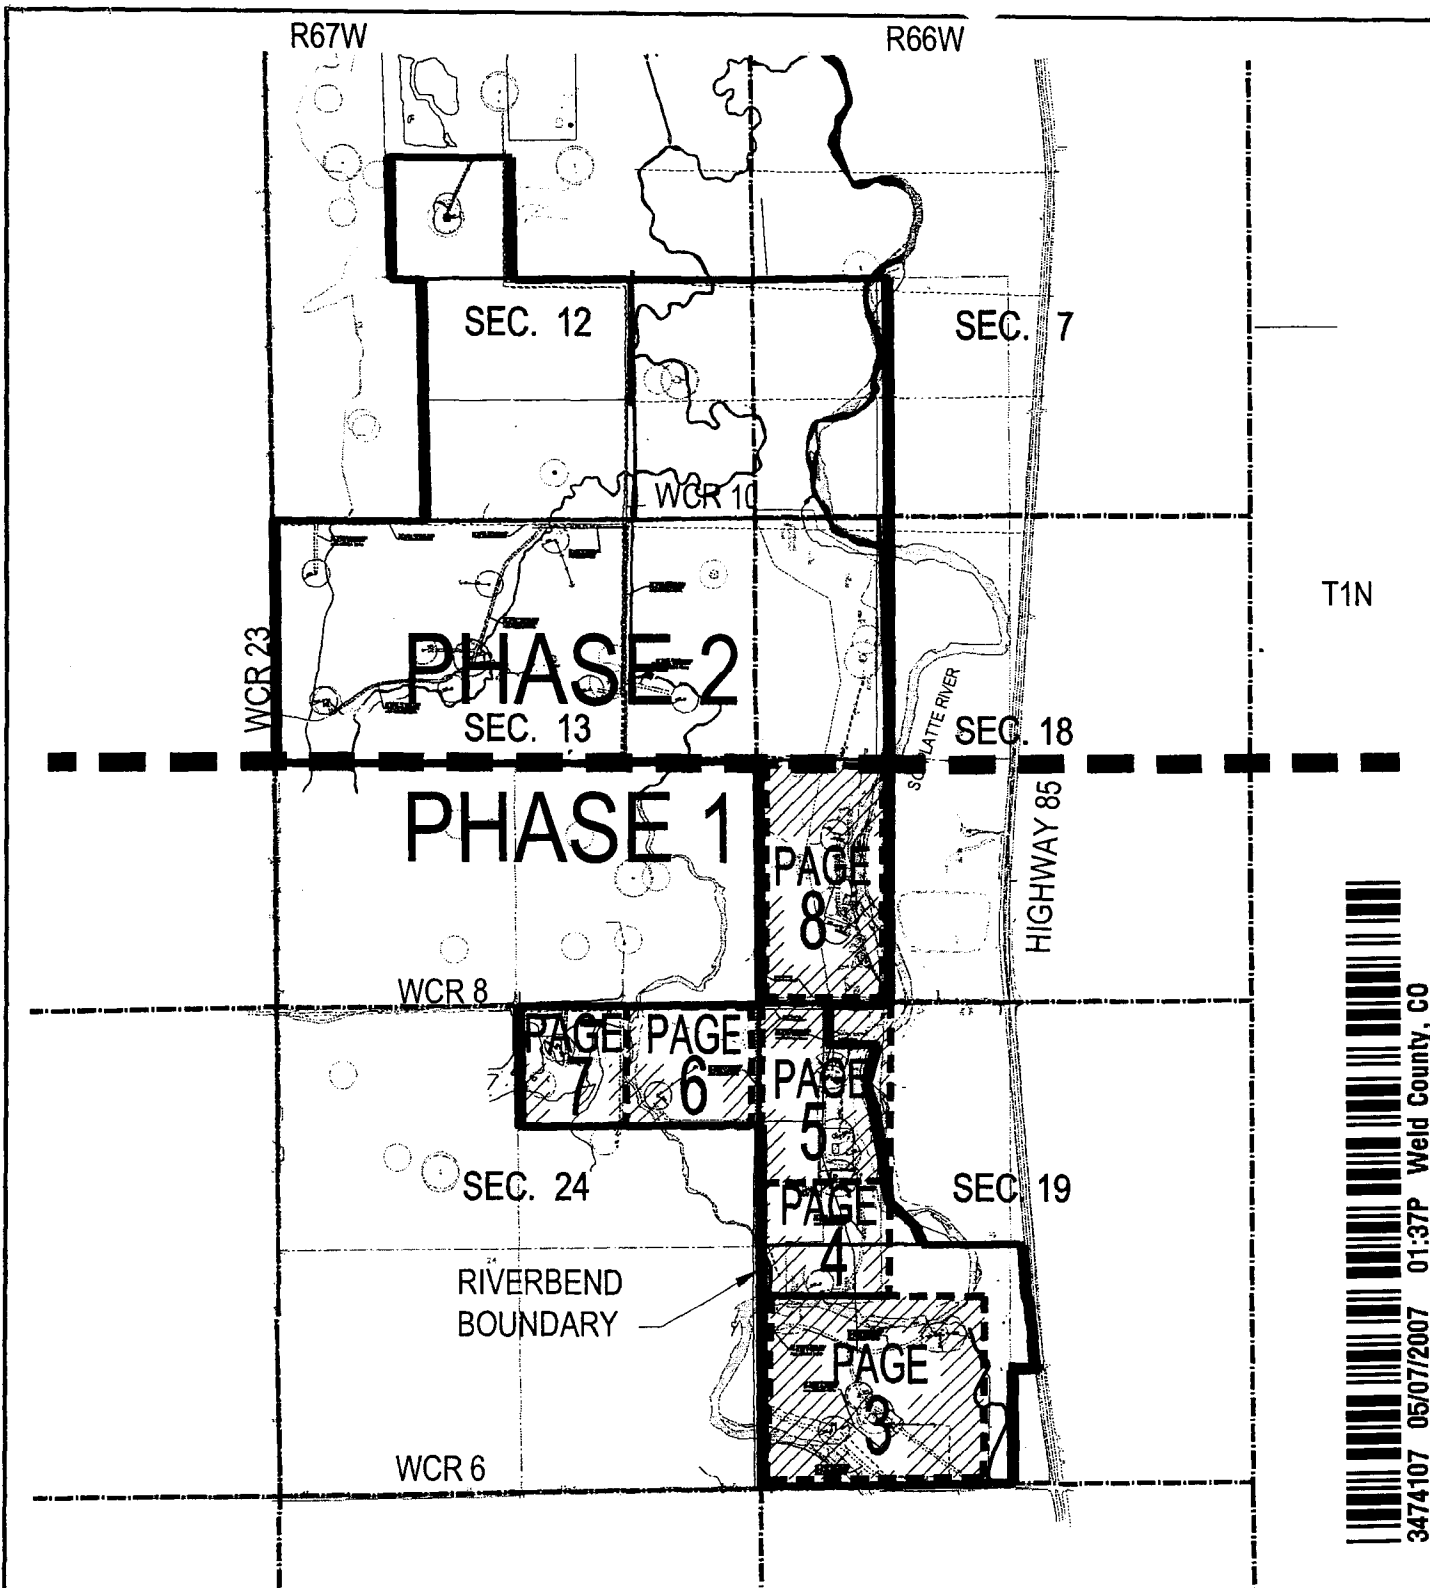 R67W
R66W
SEC. 12
SEC. 7
WCR 10
T1N
WCR 23
PHASE 2
SEC. 13
SEC. 18
SO. PLATTE RIVER
PHASE 1
HIGHWAY 85
PAGE
8
WCR 8
PAGE
7
PAGE
6
PAGE
5
SEC. 24
SEC. 19
PAGE
4
RIVERBEND
BOUNDARY
PAGE
3
WCR 6
3474107 05/07/2007 01:37P Weld County, CO